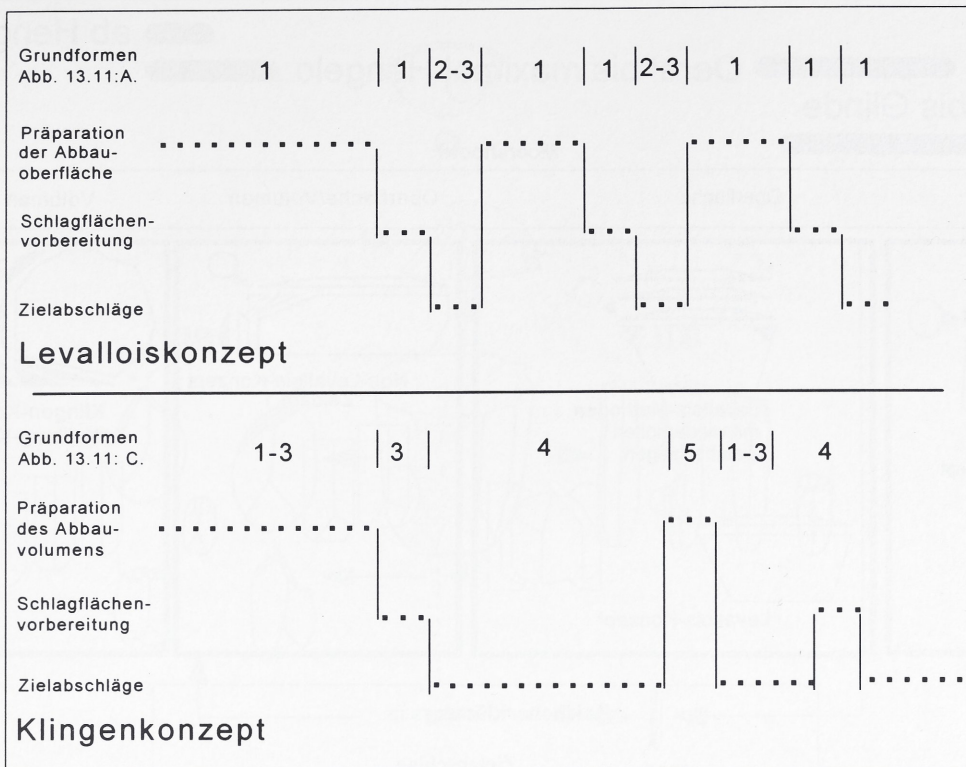 Grundformen
Abb. 13.11:A.
1 2-3 1 1 2-3 1 1 1
Präparation
der Abbau-
oberfläche
Schlagflächen-
vorbereitung
Zielabschläge
Levalloiskonzept
Grundformen
Abb. 13.11: C.
1-3 3 4 5 1-3 4
Präparation
des Abbau-
volumens
Schlagflächen-
vorbereitung
Zielabschläge
Klingenkonzept